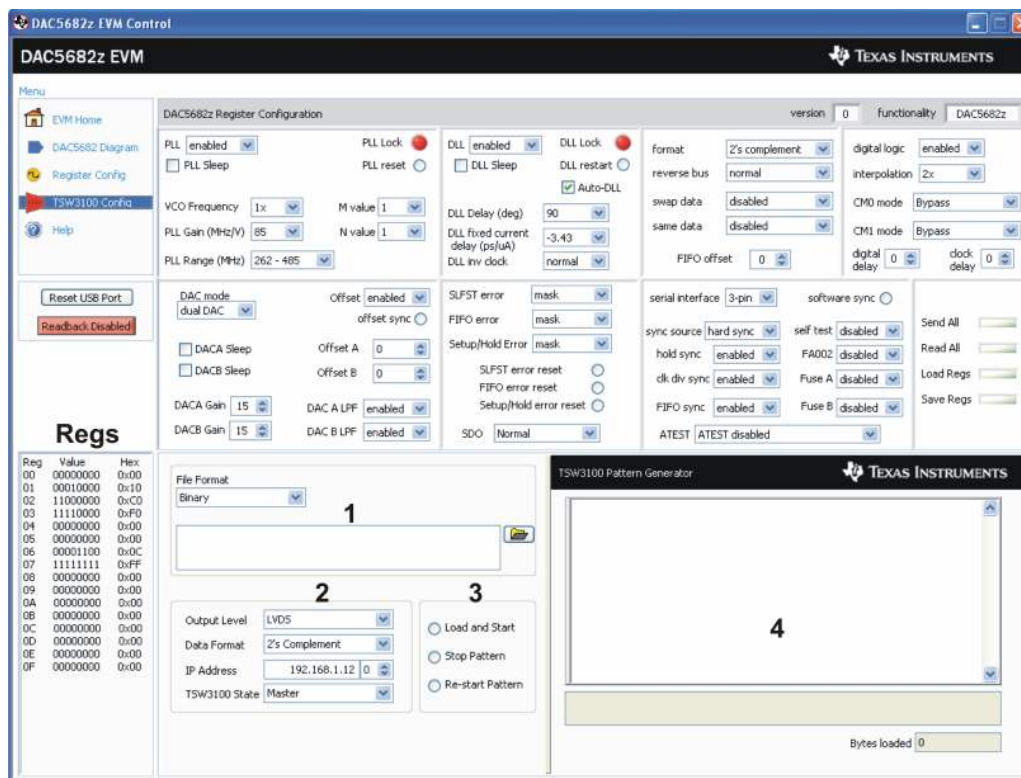 DAC5682z EVM Control
DAC5682z EVM
TEXAS INSTRUMENTS
Menu
EVM Home
DAC5682 Diagram
Register Config
TSW3100 Config
Help
DAC5682z Register Configuration
version 0 functionality DAC5682z
PLL enabled PLL Lock
PLL Sleep PLL reset
VCO Frequency 1x M value 1
PLL Gain (MHz/V) 85 N value 1
PLL Range (MHz) 262 - 485
DLL enabled DLL Lock
DLL Sleep DLL restart
Auto-DLL
DLL Delay (deg) 90
DLL fixed current delay (ps/uA) -3.43
DLL inv clock normal
format 2's complement
reverse bus normal
swap data disabled
same data disabled
FIFO offset 0
digital logic enabled
interpolation 2x
CM0 mode Bypass
CM1 mode Bypass
digital delay 0 clock delay 0
Reset USB Port
Readback Disabled
DAC mode
dual DAC
Offset enabled
offset sync
DACA Sleep Offset A 0
DACB Sleep Offset B 0
DACA Gain 15 DAC A LPF enabled
DACB Gain 15 DAC B LPF enabled
SLFST error mask
FIFO error mask
Setup/Hold Error mask
SLFST error reset
FIFO error reset
Setup/Hold error reset
SDO Normal
serial interface 3-pin software sync
sync source hard sync self test disabled
hold sync enabled FA002 disabled
clk div sync enabled Fuse A disabled
FIFO sync enabled Fuse B disabled
ATEST ATEST disabled
Send All
Read All
Load Regs
Save Regs
Regs
Reg Value Hex
00 00000000 0x00
01 00010000 0x10
02 11000000 0xC0
03 11110000 0xF0
04 00000000 0x00
05 00000000 0x00
06 00001100 0x0C
07 11111111 0xFF
08 00000000 0x00
09 00000000 0x00
0A 00000000 0x00
0B 00000000 0x00
0C 00000000 0x00
0D 00000000 0x00
0E 00000000 0x00
0F 00000000 0x00
File Format
Binary
1
2
Output Level LVDS
Data Format 2's Complement
IP Address 192.168.1.12 0
TSW3100 State Master
3
Load and Start
Stop Pattern
Re-start Pattern
TSW3100 Pattern Generator
TEXAS INSTRUMENTS
4
Bytes loaded 0